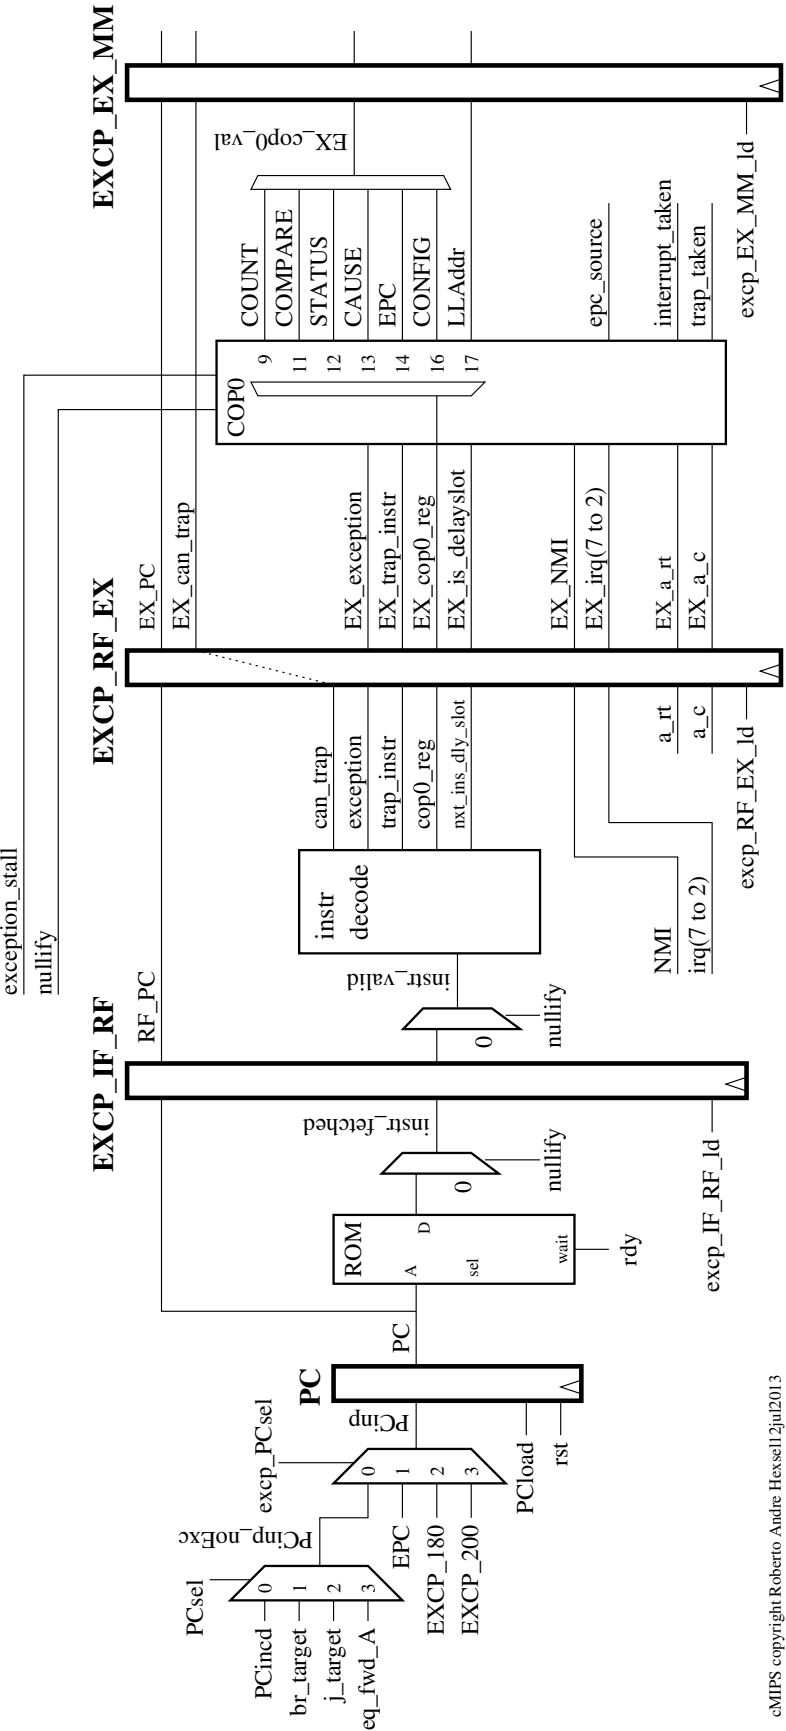 exception_stall
nullify
EXCP_IF_RF
EXCP_RF_EX
EXCP_EX_MM
RF_PC
EX_PC
EX_can_trap
PCsel
PCincd
br_target
j_target
eq_fwd_A
0
1
2
3
PCinp_noExc
excp_PCsel
EPC
EXCP_180
EXCP_200
0
1
2
3
PCinp
PC
PCload
rst
PC
ROM
A
D
sel
wait
rdy
0
nullify
instr_fetched
excp_IF_RF_ld
0
nullify
instr_valid
instr
decode
can_trap
exception
trap_instr
cop0_reg
nxt_ins_dly_slot
NMI
irq(7 to 2)
a_rt
a_c
excp_RF_EX_ld
EX_exception
EX_trap_instr
EX_cop0_reg
EX_is_delayslot
EX_NMI
EX_irq(7 to 2)
EX_a_rt
EX_a_c
COP0
9
11
12
13
14
16
17
COUNT
COMPARE
STATUS
CAUSE
EPC
CONFIG
LLAddr
epc_source
interrupt_taken
trap_taken
EX_cop0_val
excp_EX_MM_ld
cMIPS copyright Roberto Andre Hexsel12jul2013